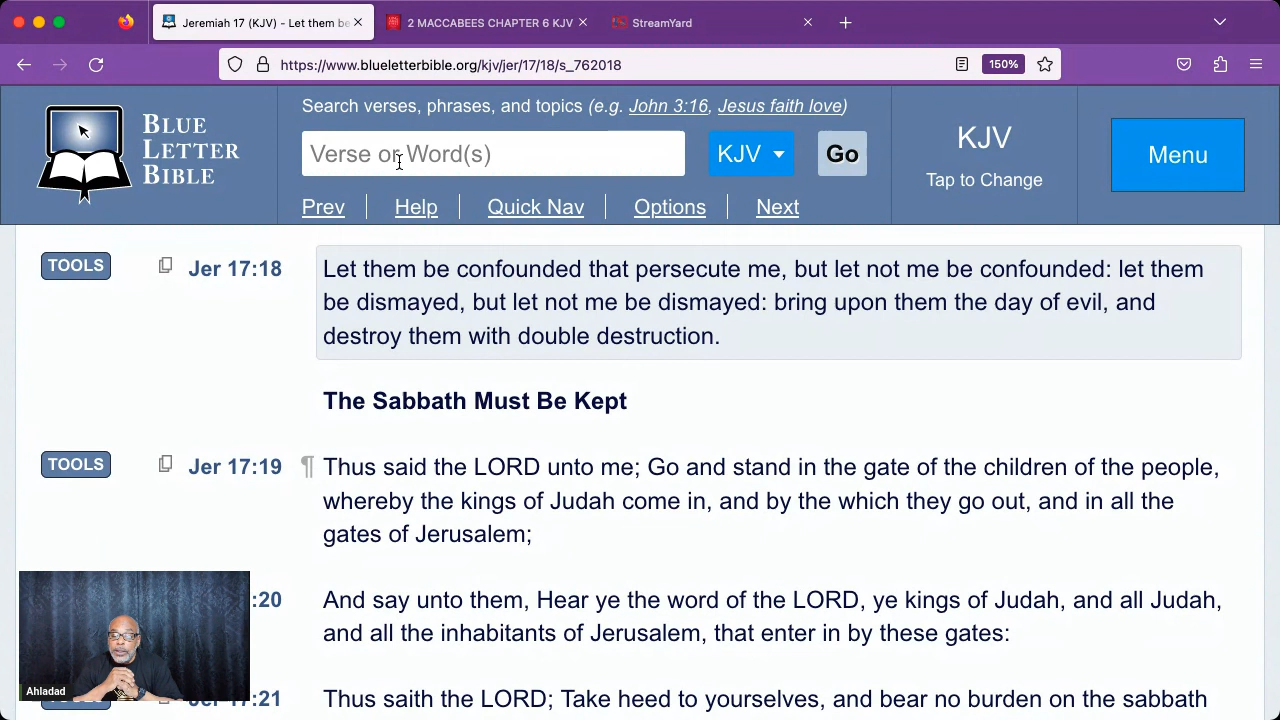 Jeremiah 17 (KJV) - Let them be
2 MACCABEES CHAPTER 6 KJV
StreamYard
https://www.blueletterbible.org/kjv/jer/17/18/s_762018
150%
BLUE
LETTER
BIBLE
Search verses, phrases, and topics (e.g. John 3:16, Jesus faith love)
Verse or Word(s)
KJV
Go
KJV
Tap to Change
Menu
Prev
Help
Quick Nav
Options
Next
TOOLS
Jer 17:18
Let them be confounded that persecute me, but let not me be confounded: let them
be dismayed, but let not me be dismayed: bring upon them the day of evil, and
destroy them with double destruction.
The Sabbath Must Be Kept
TOOLS
Jer 17:19
¶ Thus said the LORD unto me; Go and stand in the gate of the children of the people,
whereby the kings of Judah come in, and by the which they go out, and in all the
gates of Jerusalem;
:20
And say unto them, Hear ye the word of the LORD, ye kings of Judah, and all Judah,
and all the inhabitants of Jerusalem, that enter in by these gates:
Ahladad
Jer 17:21
Thus saith the LORD; Take heed to yourselves, and bear no burden on the sabbath